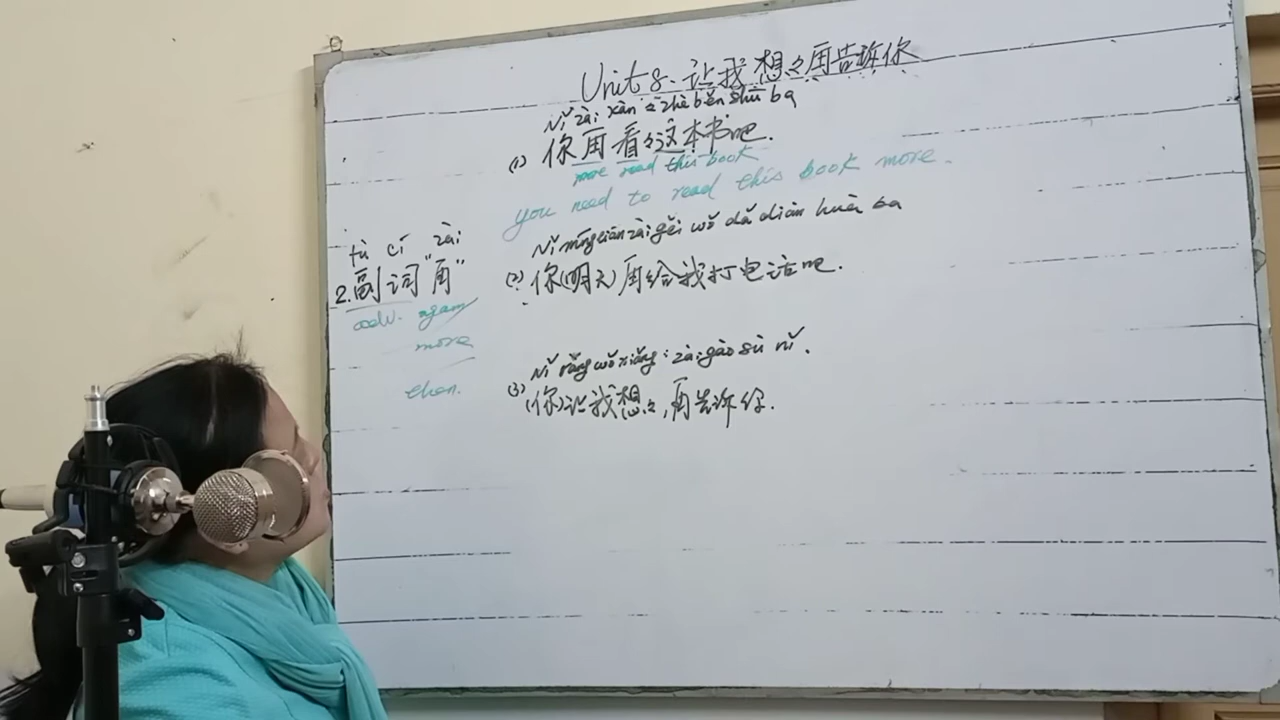 Unit 8. 让我想々再告诉你
Nǐ zài kàn kàn zhè běn shū ba
(1) 你再看々这本书吧.
more read this book
you need to read this book more.
fù cí zài
2.副词"再"
adv. again
more
then.
Nǐ míngtiān zài gěi wǒ dǎ diàn huà ba
(2) 你(明天)再给我打电话吧.
Nǐ ràng wǒ xiǎng : zài gào sù nǐ.
(3) (你)让我想々,再告诉你.